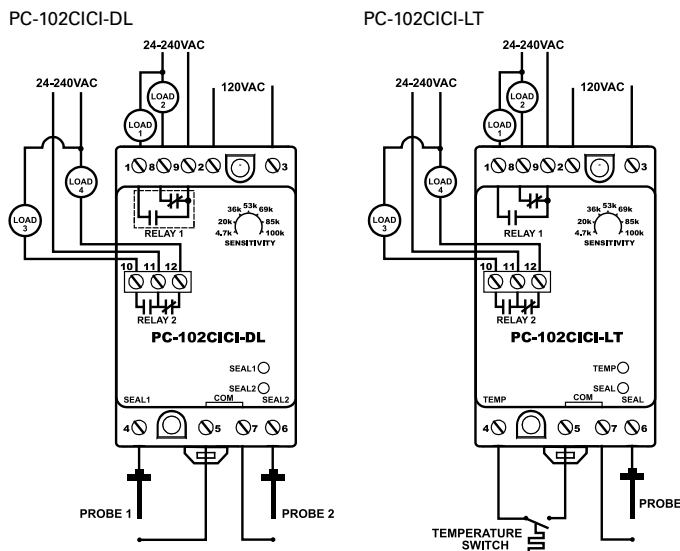 PC-102CICI-DL
24-240VAC
24-240VAC
120VAC
LOAD 2
LOAD 1
LOAD 4
LOAD 3
1 8 9 2 3
RELAY 1
36k 53k 69k
20k 85k
4.7k 100k
SENSITIVITY
10 11 12
RELAY 2
PC-102CICI-DL
SEAL1
SEAL2
SEAL1 COM SEAL2
4 5 7 6
PROBE 1
PROBE 2
PC-102CICI-LT
24-240VAC
24-240VAC
120VAC
LOAD 2
LOAD 1
LOAD 4
LOAD 3
1 8 9 2 3
RELAY 1
36k 53k 69k
20k 85k
4.7k 100k
SENSITIVITY
10 11 12
RELAY 2
PC-102CICI-LT
TEMP
SEAL
TEMP COM SEAL
4 5 7 6
PROBE
TEMPERATURE
SWITCH